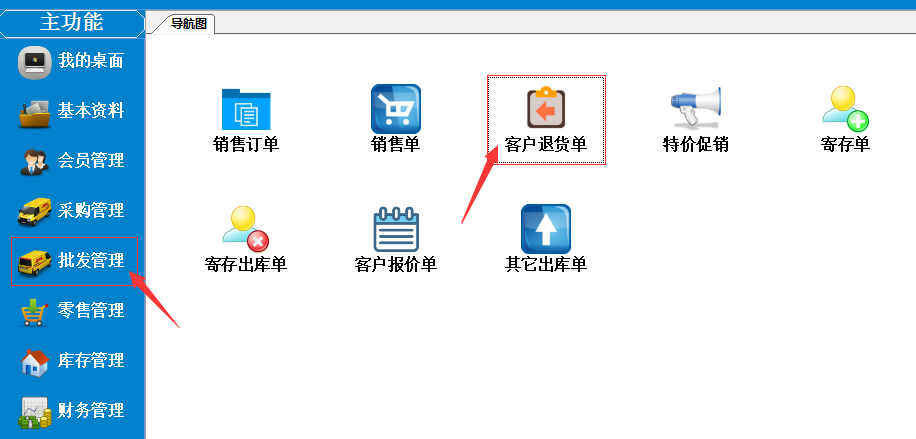 主功能
我的桌面
基本资料
会员管理
采购管理
批发管理
零售管理
库存管理
财务管理
导航图
销售订单
销售单
客户退货单
特价促销
寄存单
寄存出库单
客户报价单
其它出库单